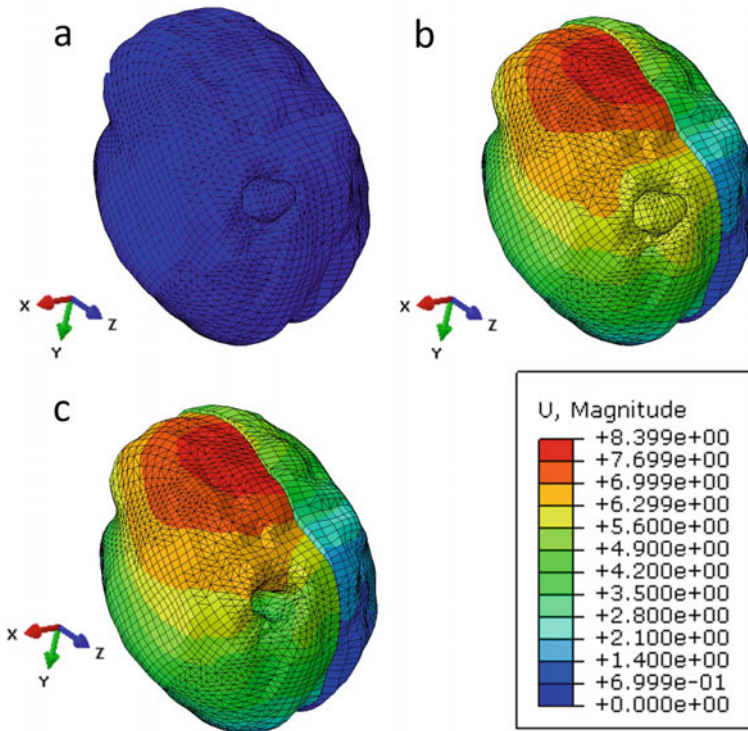 a
b
X
Y
Z
X
Y
Z
c
X
Y
Z
U, Magnitude
+8.399e+00
+7.699e+00
+6.999e+00
+6.299e+00
+5.600e+00
+4.900e+00
+4.200e+00
+3.500e+00
+2.800e+00
+2.100e+00
+1.400e+00
+6.999e-01
+0.000e+00